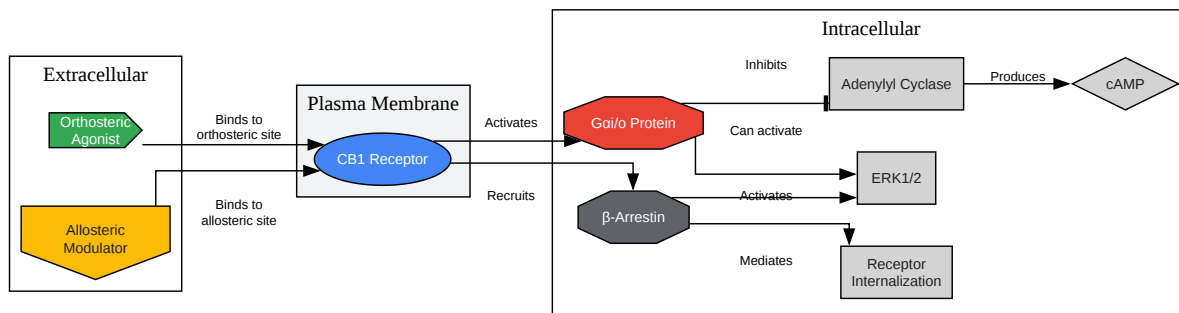 Extracellular
Orthosteric
Agonist
Allosteric
Modulator
Binds to
orthosteric site
Binds to
allosteric site
Plasma Membrane
CB1 Receptor
Activates
Recruits
Intracellular
Gαi/o Protein
β-Arrestin
Inhibits
Can activate
Activates
Mediates
Adenylyl Cyclase
Produces
cAMP
ERK1/2
Receptor
Internalization